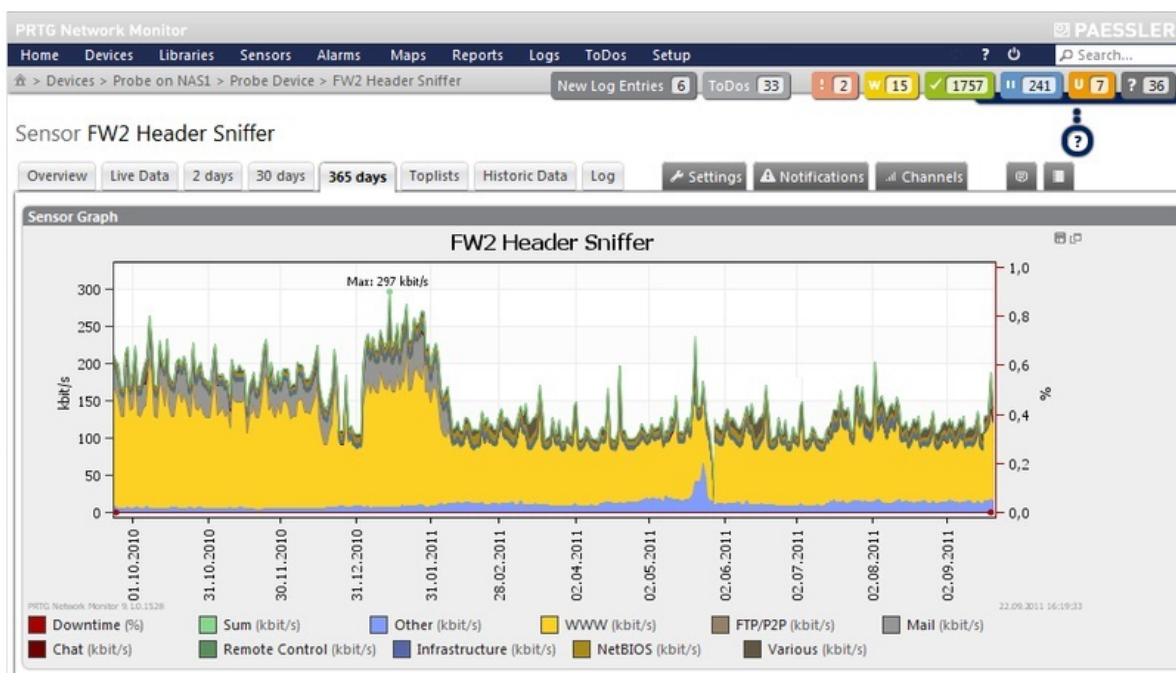 PRTG Network Monitor
PAESSLER
Home Devices Libraries Sensors Alarms Maps Reports Logs ToDos Setup ? Search...
> Devices > Probe on NAS1 > Probe Device > FW2 Header Sniffer
New Log Entries 6 ToDos 33 ! 2 W 15 1757 241 U 7 ? 36
?
Sensor FW2 Header Sniffer
Overview Live Data 2 days 30 days 365 days Toplists Historic Data Log Settings Notifications Channels
Sensor Graph
FW2 Header Sniffer
Max: 297 kbit/s
300
250
200
150
100
50
0
kbit/s
1,0
0,8
0,6
0,4
0,2
0,0
%
01.10.2010
31.10.2010
30.11.2010
31.12.2010
31.01.2011
28.02.2011
02.04.2011
02.05.2011
02.06.2011
02.07.2011
02.08.2011
02.09.2011
PRTG Network Monitor 9.1.0.1528
22.09.2011 16:19:33
Downtime (%) Sum (kbit/s) Other (kbit/s) WWW (kbit/s) FTP/P2P (kbit/s) Mail (kbit/s)
Chat (kbit/s) Remote Control (kbit/s) Infrastructure (kbit/s) NetBIOS (kbit/s) Various (kbit/s)